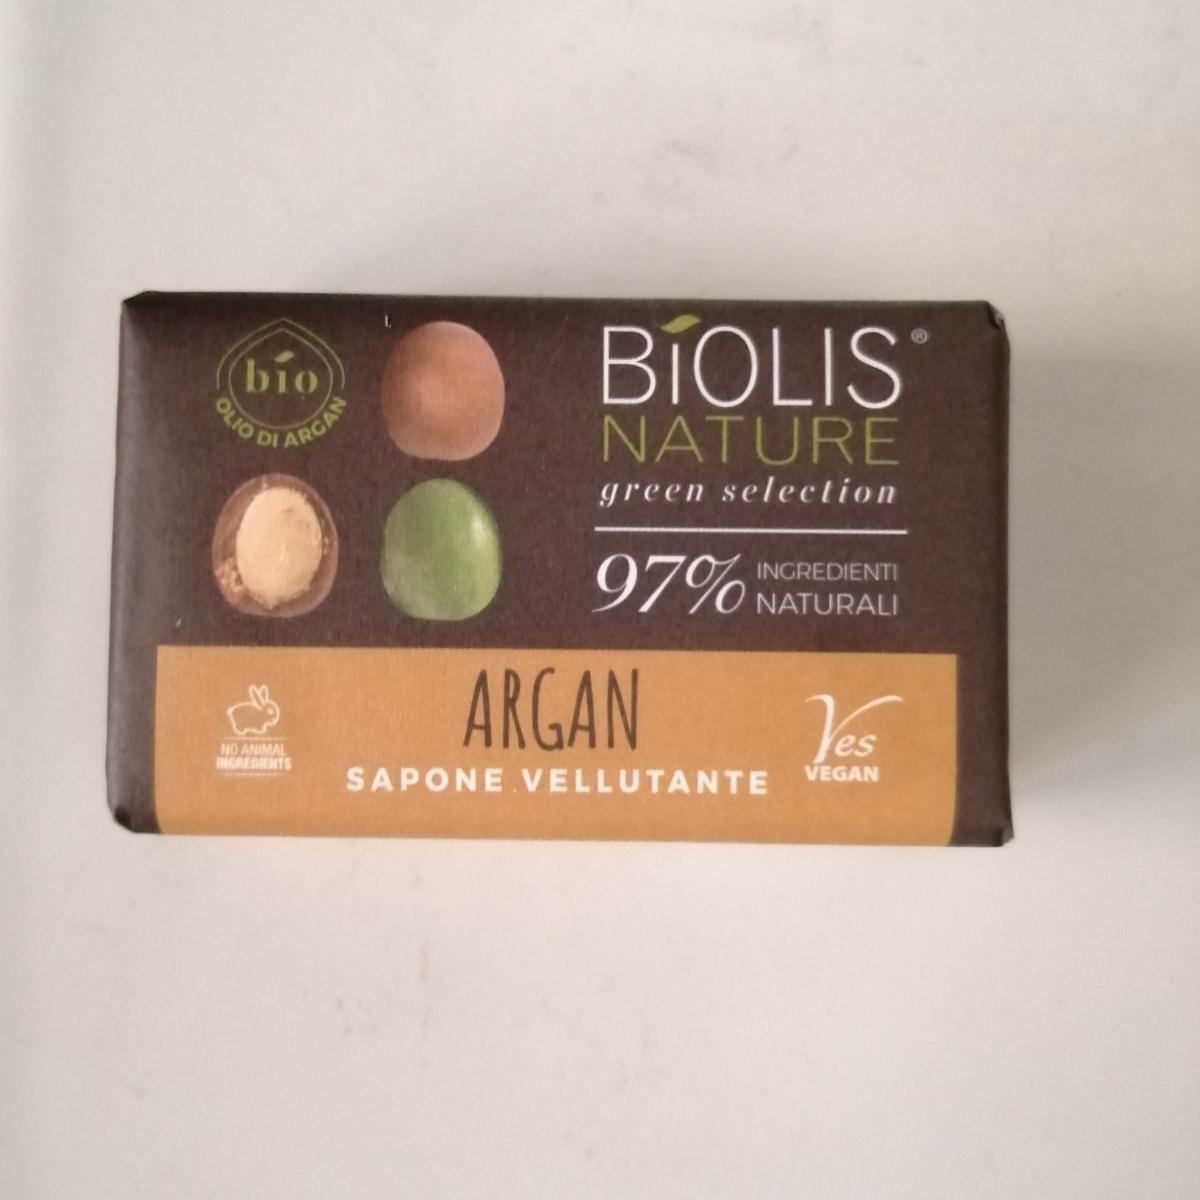 bio
OLIO DI ARGAN
BiOLIS®
NATURE
green selection
97% INGREDIENTI
NATURALI
ARGAN
SAPONE VELLUTANTE
NO ANIMAL
INGREDIENTS
Yes
VEGAN